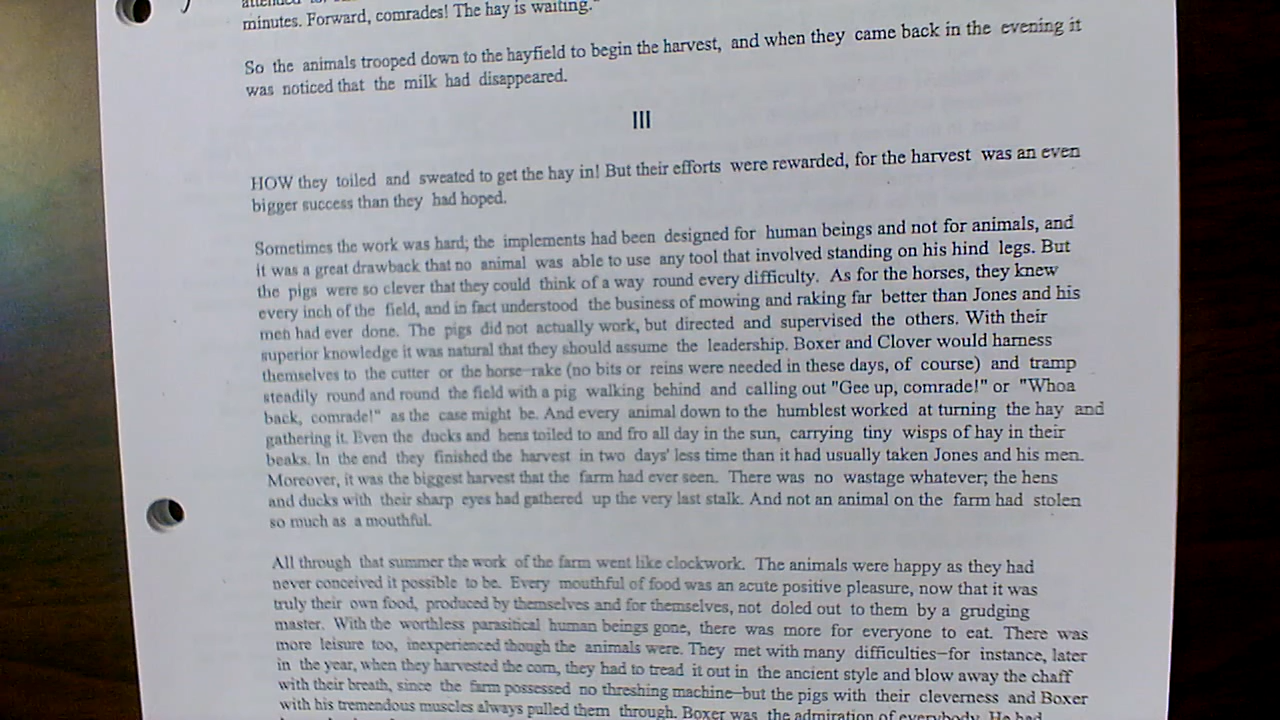 minutes. Forward, comrades! The hay is waiting."
So the animals trooped down to the hayfield to begin the harvest, and when they came back in the evening it
was noticed that the milk had disappeared.
III
HOW they toiled and sweated to get the hay in! But their efforts were rewarded, for the harvest was an even
bigger success than they had hoped.
Sometimes the work was hard; the implements had been designed for human beings and not for animals, and
it was a great drawback that no animal was able to use any tool that involved standing on his hind legs. But
the pigs were so clever that they could think of a way round every difficulty. As for the horses, they knew
every inch of the field, and in fact understood the business of mowing and raking far better than Jones and his
men had ever done. The pigs did not actually work, but directed and supervised the others. With their
superior knowledge it was natural that they should assume the leadership. Boxer and Clover would harness
themselves to the cutter or the horse-rake (no bits or reins were needed in these days, of course) and tramp
steadily round and round the field with a pig walking behind and calling out "Gee up, comrade!" or "Whoa
back, comrade!" as the case might be. And every animal down to the humblest worked at turning the hay and
gathering it. Even the ducks and hens toiled to and fro all day in the sun, carrying tiny wisps of hay in their
beaks. In the end they finished the harvest in two days' less time than it had usually taken Jones and his men.
Moreover, it was the biggest harvest that the farm had ever seen. There was no wastage whatever; the hens
and ducks with their sharp eyes had gathered up the very last stalk. And not an animal on the farm had stolen
so much as a mouthful.
All through that summer the work of the farm went like clockwork. The animals were happy as they had
never conceived it possible to be. Every mouthful of food was an acute positive pleasure, now that it was
truly their own food, produced by themselves and for themselves, not doled out to them by a grudging
master. With the worthless parasitical human beings gone, there was more for everyone to eat. There was
more leisure too, inexperienced though the animals were. They met with many difficulties—for instance, later
in the year, when they harvested the corn, they had to tread it out in the ancient style and blow away the chaff
with their breath, since the farm possessed no threshing machine—but the pigs with their cleverness and Boxer
with his tremendous muscles always pulled them through. Boxer was the admiration of everybody. He had